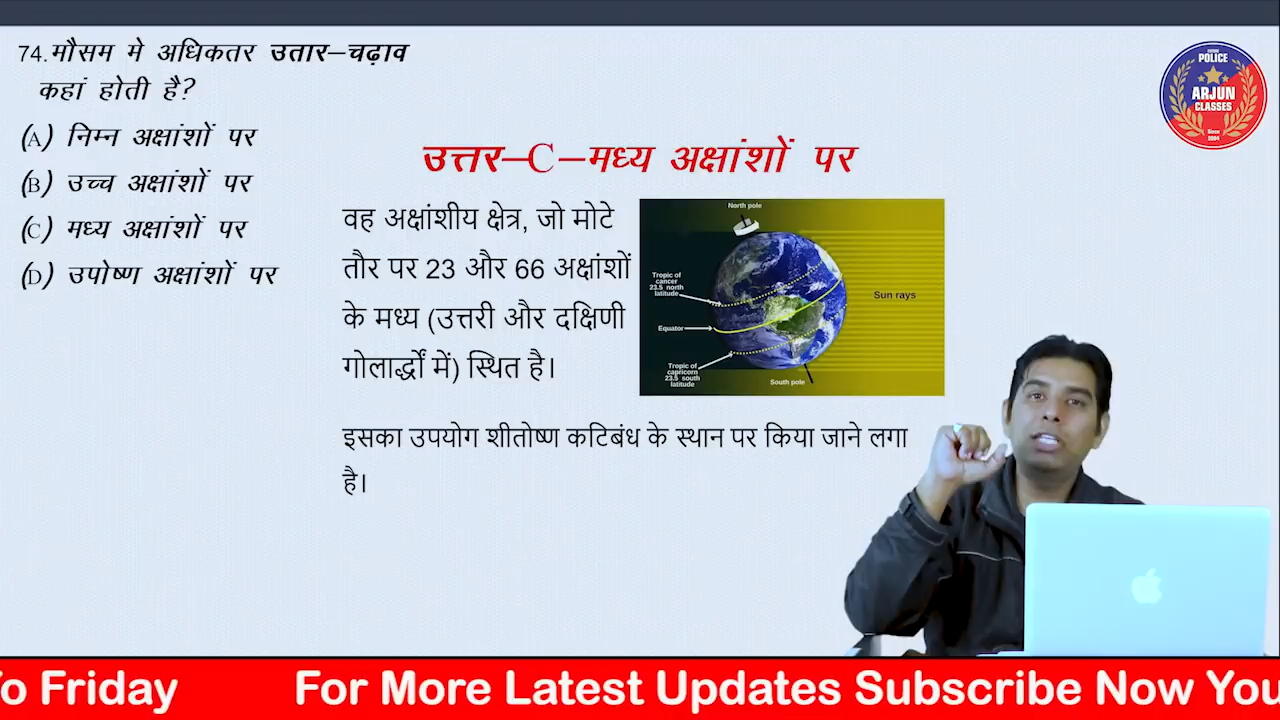 74.मौसम मे अधिकतर उतार–चढ़ाव
कहां होती है?
(A) निम्न अक्षांशों पर
(B) उच्च अक्षांशों पर
(C) मध्य अक्षांशों पर
(D) उपोष्ण अक्षांशों पर
उत्तर–C–मध्य अक्षांशों पर
वह अक्षांशीय क्षेत्र, जो मोटे
तौर पर 23 और 66 अक्षांशों
के मध्य (उत्तरी और दक्षिणी
गोलार्द्धों में) स्थित है।
North pole
Tropic of
cancer
23.5 north
latitude
Sun rays
Equator
Tropic of
capricorn
23.5 south
latitude
South pole
इसका उपयोग शीतोष्ण कटिबंध के स्थान पर किया जाने लगा
है।
POLICE
ARJUN
CLASSES
Since
2004
To Friday For More Latest Updates Subscribe Now You